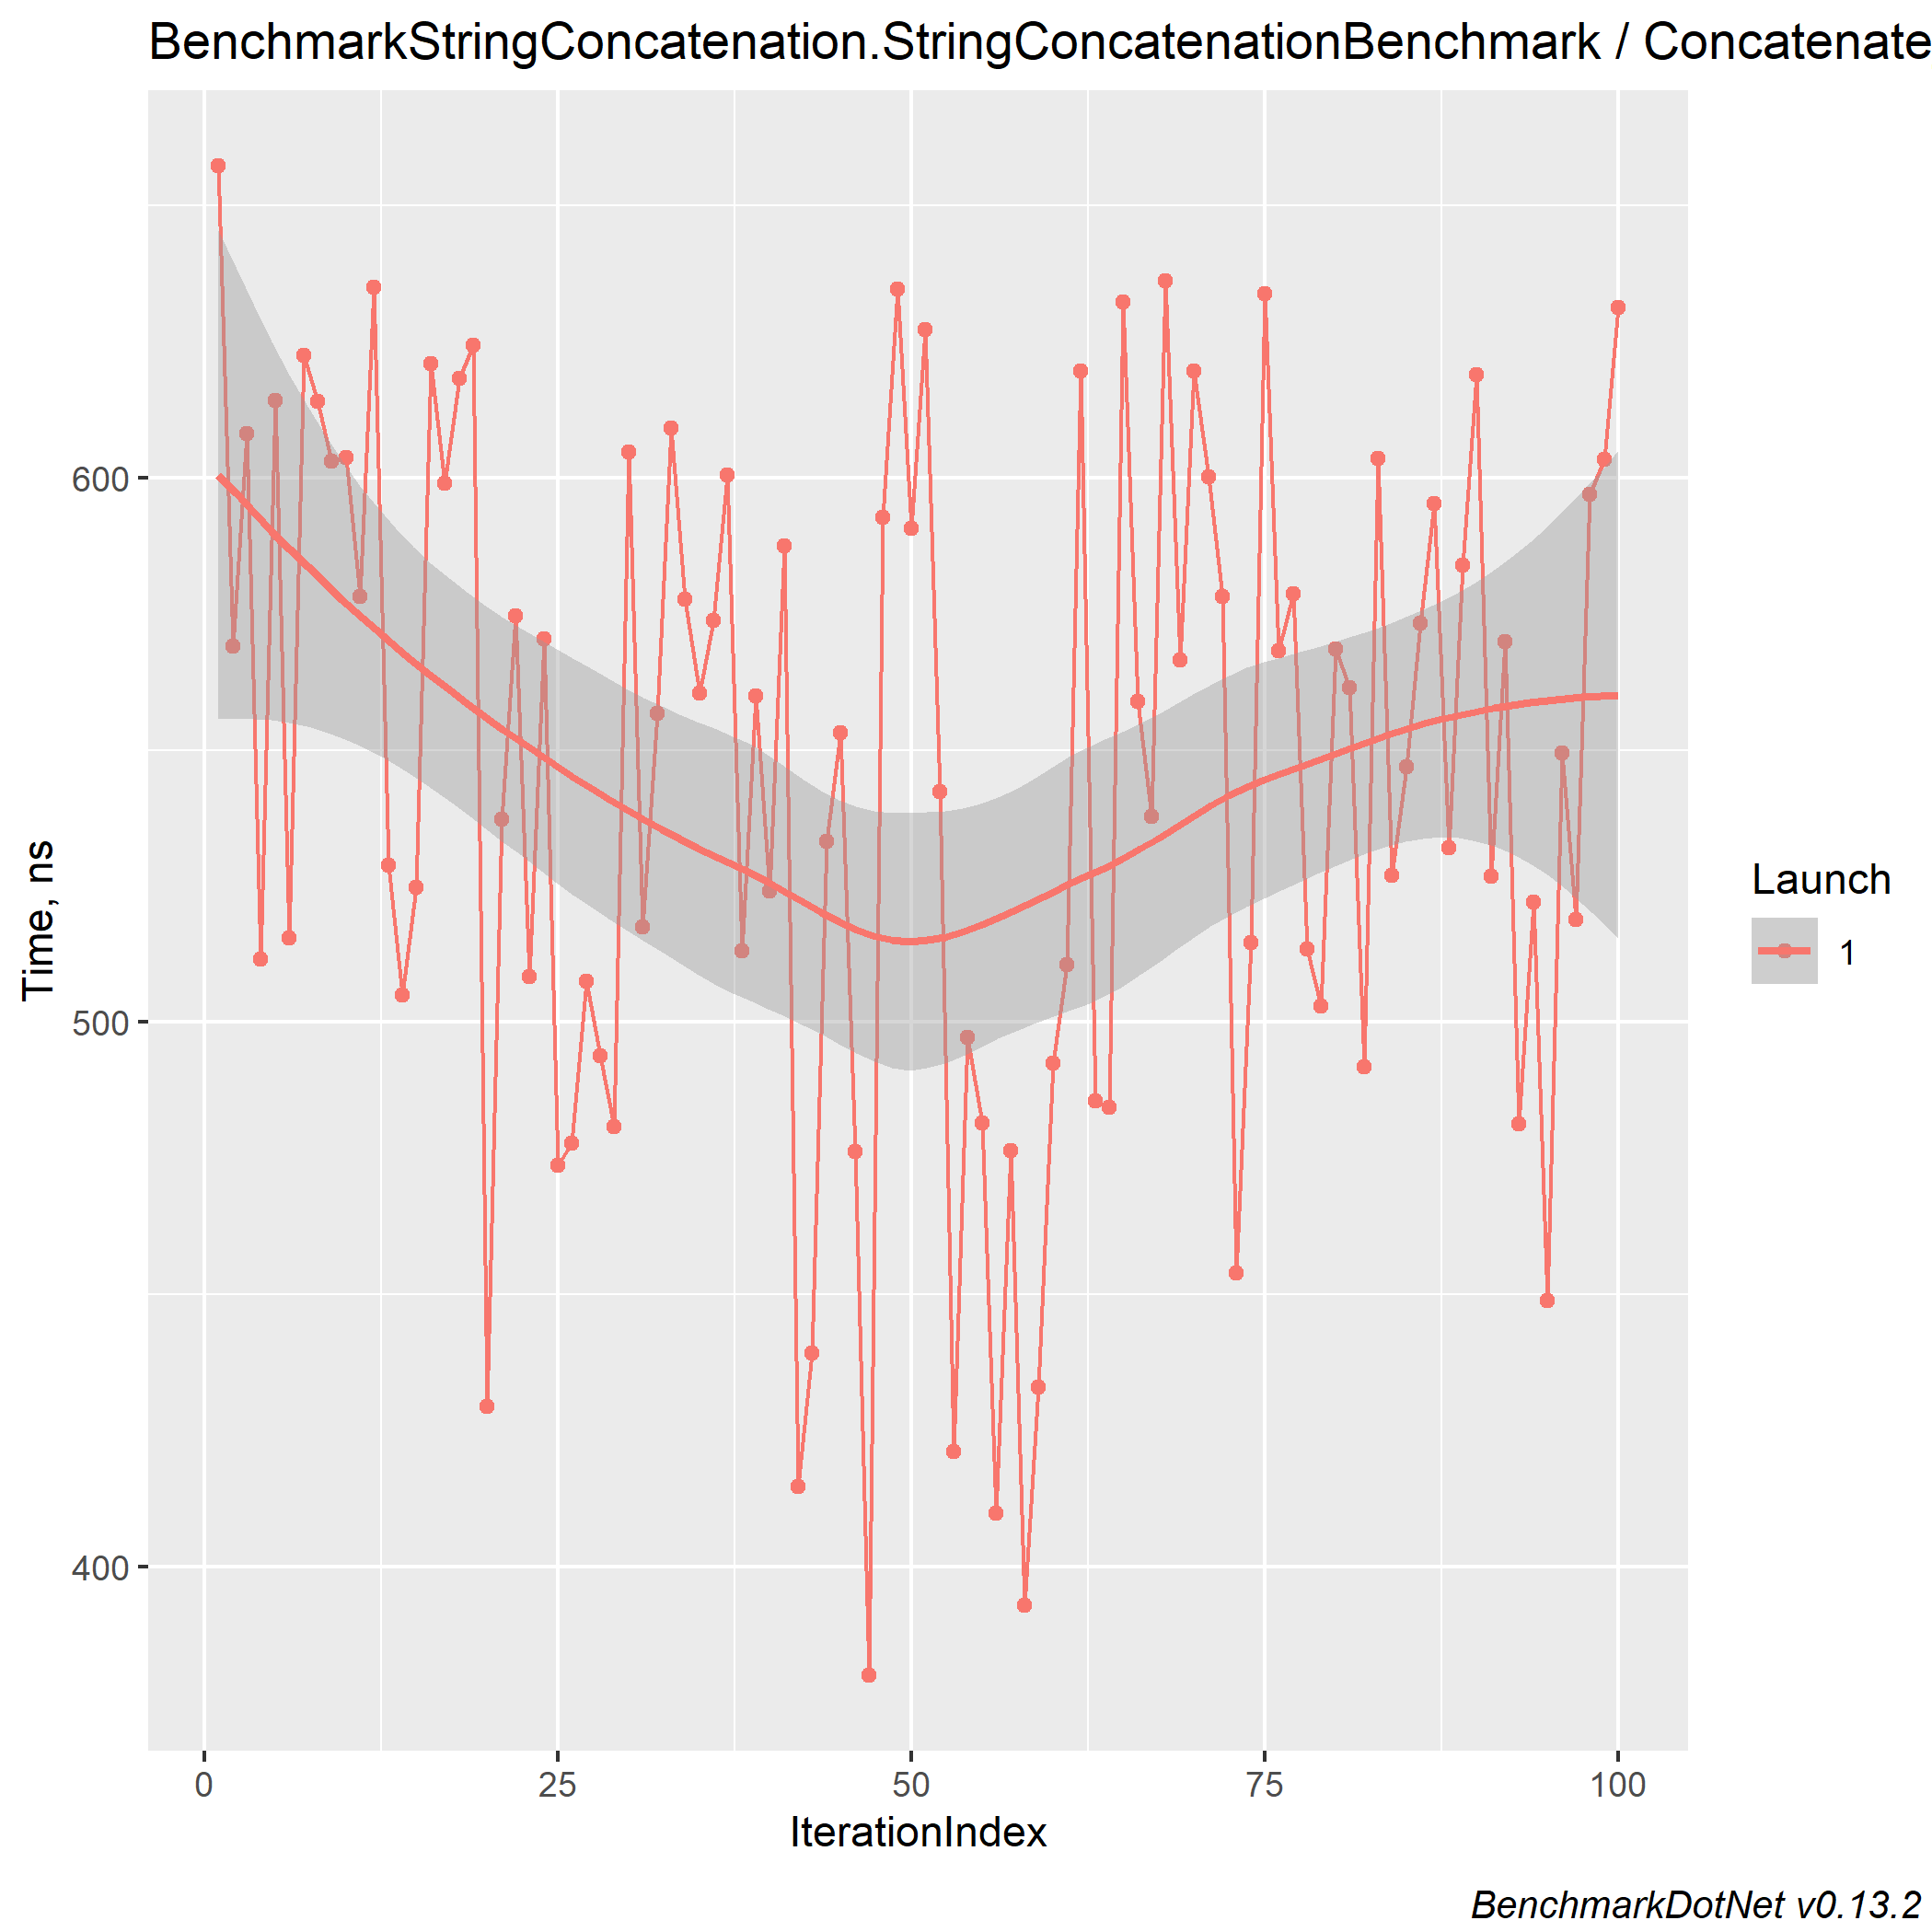 BenchmarkStringConcatenation.StringConcatenationBenchmark / Concatenate
Time, ns
600
500
400
0 25 50 75 100
IterationIndex
Launch
1
BenchmarkDotNet v0.13.2